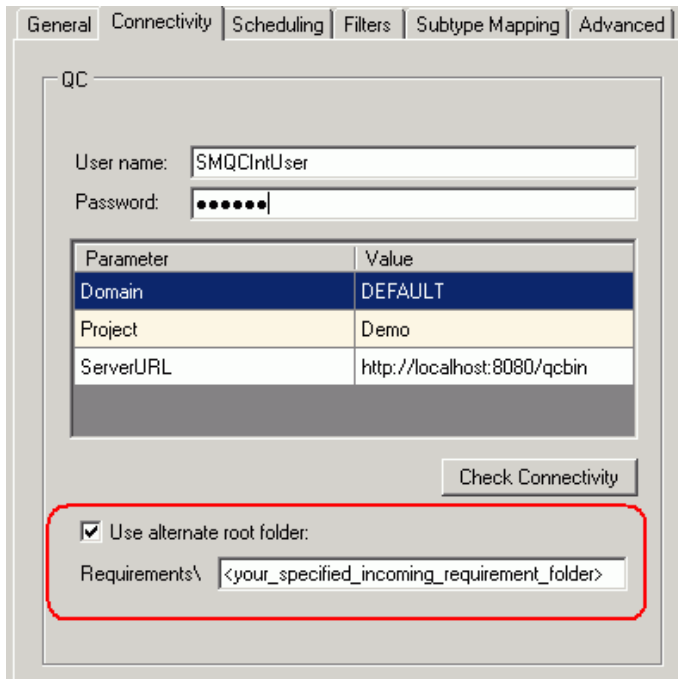 General Connectivity Scheduling Filters Subtype Mapping Advanced
QC
User name: SMQCIntUser
Password: ●●●●●●
Parameter Value
Domain DEFAULT
Project Demo
ServerURL http://localhost:8080/qcbin
Check Connectivity
Use alternate root folder:
Requirements\ <your_specified_incoming_requirement_folder>